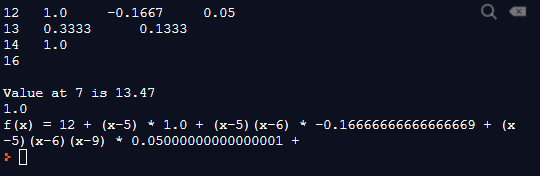 12 1.0 -0.1667 0.05
13 0.3333 0.1333
14 1.0
16
Value at 7 is 13.47
1.0
f(x) = 12 + (x-5) * 1.0 + (x-5)(x-6) * -0.16666666666666669 + (x
-5)(x-6)(x-9) * 0.05000000000000001 +